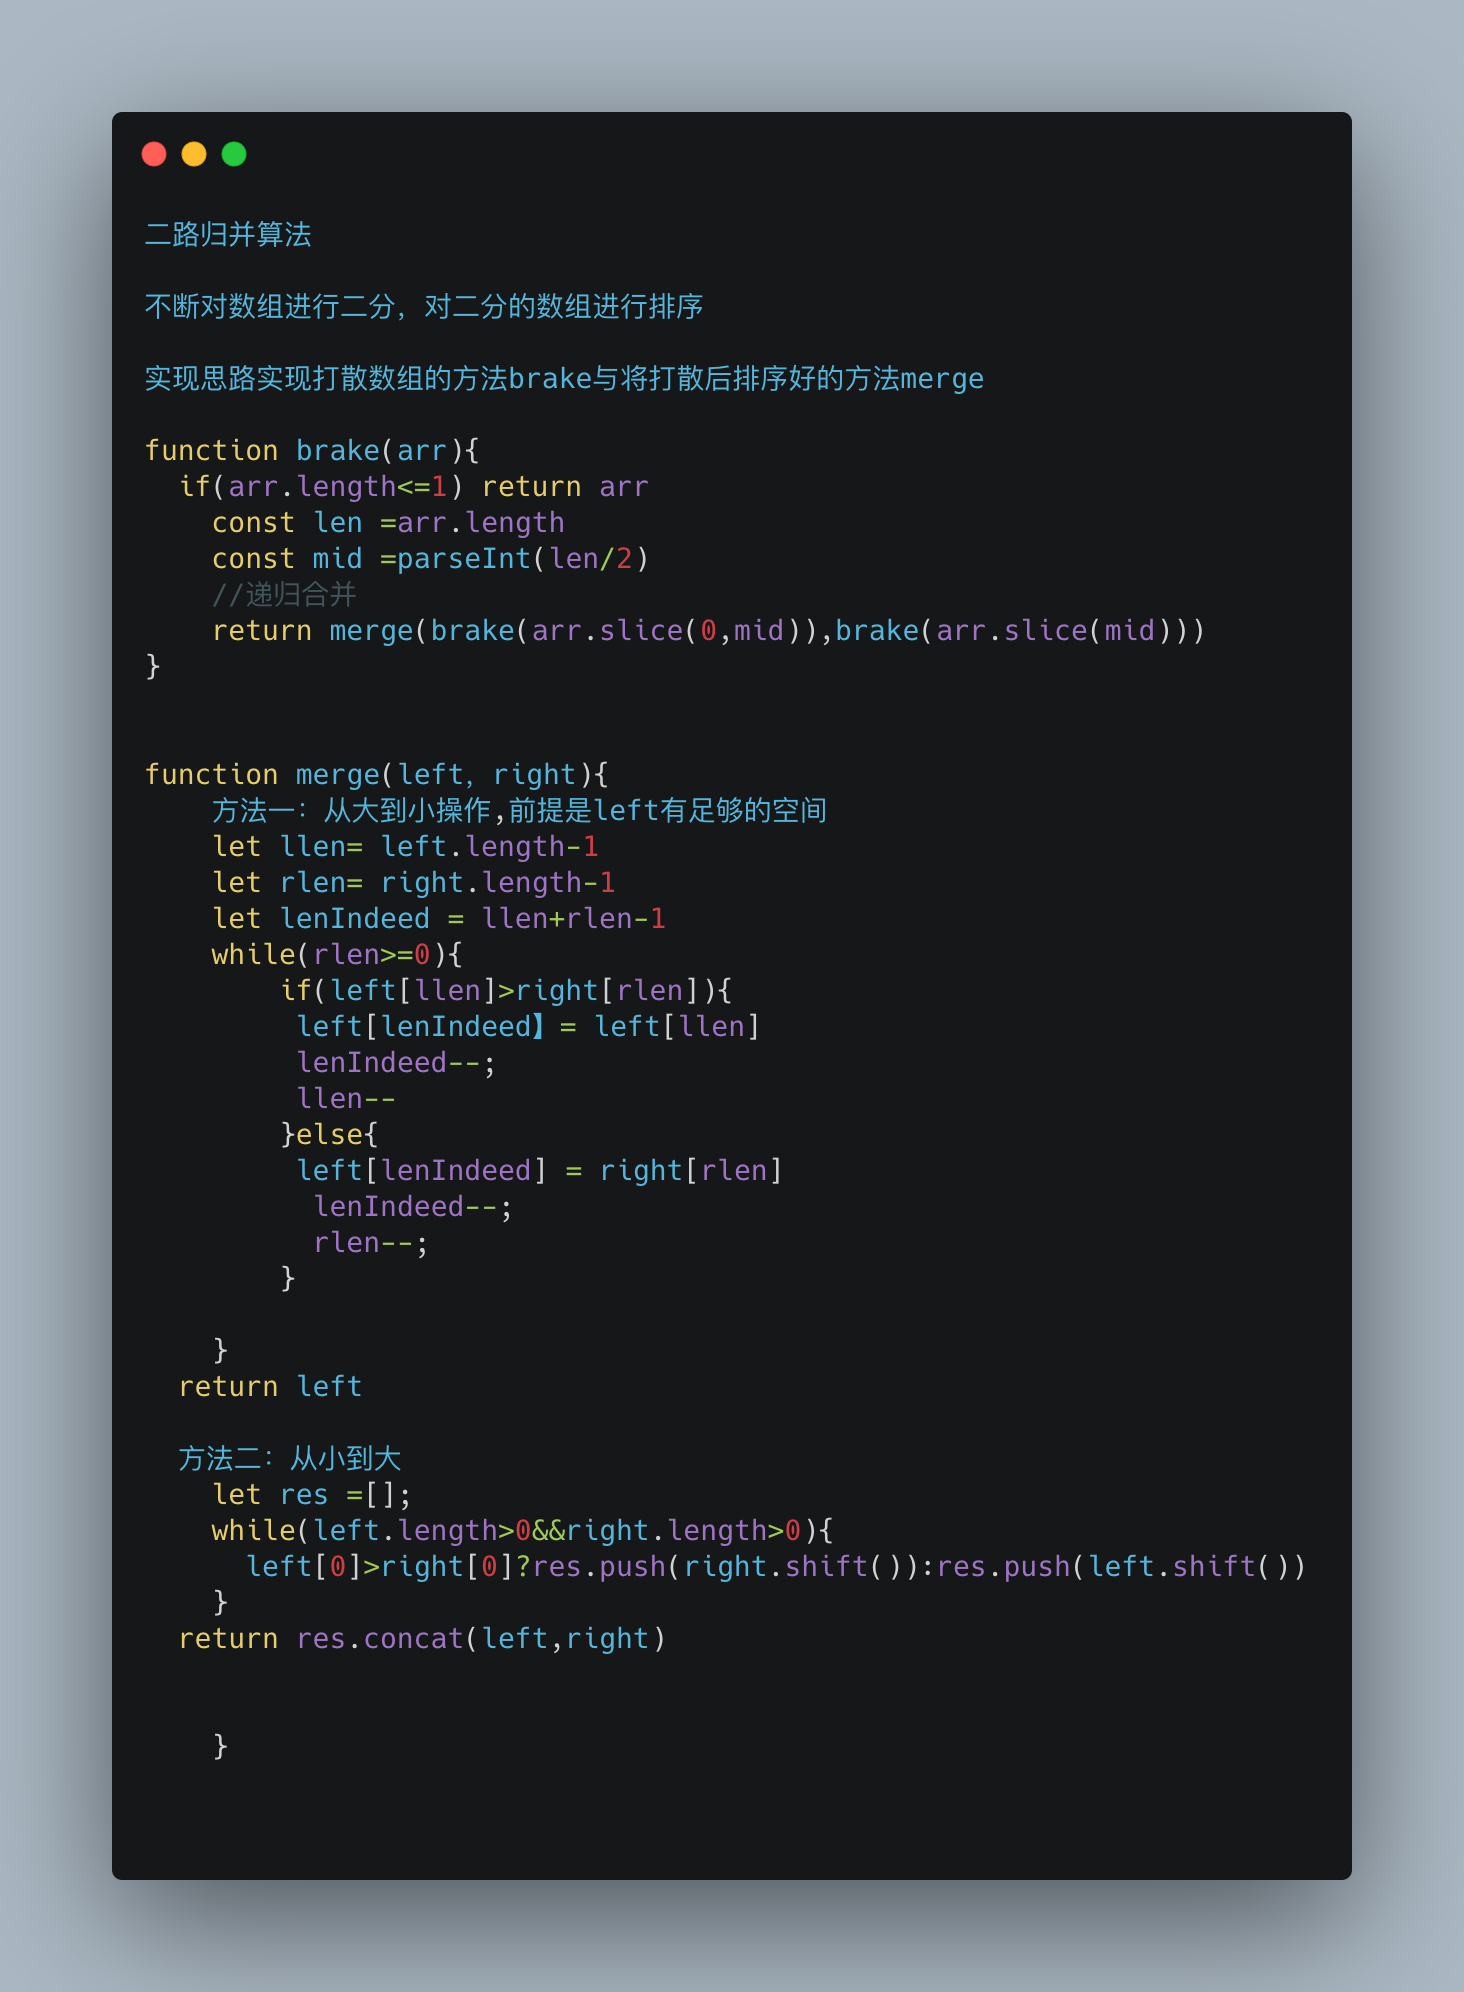 二路归并算法
不断对数组进行二分，对二分的数组进行排序
实现思路实现打散数组的方法brake与将打散后排序好的方法merge
function brake(arr){
  if(arr.length<=1) return arr
    const len =arr.length
    const mid =parseInt(len/2)
    //递归合并
    return merge(brake(arr.slice(0,mid)),brake(arr.slice(mid)))
}
function merge(left，right){
    方法一：从大到小操作,前提是left有足够的空间
    let llen= left.length-1
    let rlen= right.length-1
    let lenIndeed = llen+rlen-1
    while(rlen>=0){
        if(left[llen]>right[rlen]){
         left[lenIndeed】= left[llen]
         lenIndeed--;
         llen--
        }else{
         left[lenIndeed] = right[rlen]
          lenIndeed--;
          rlen--;
        }
    }
  return left
  方法二：从小到大
    let res =[];
    while(left.length>0&&right.length>0){
      left[0]>right[0]?res.push(right.shift()):res.push(left.shift())
    }
  return res.concat(left,right)
    }